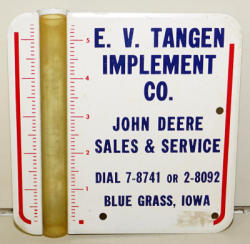 E. V. TANGEN
IMPLEMENT
CO.
JOHN DEERE
SALES & SERVICE
DIAL 7-8741 OR 2-8092
BLUE GRASS, IOWA
5
4
3
2
1